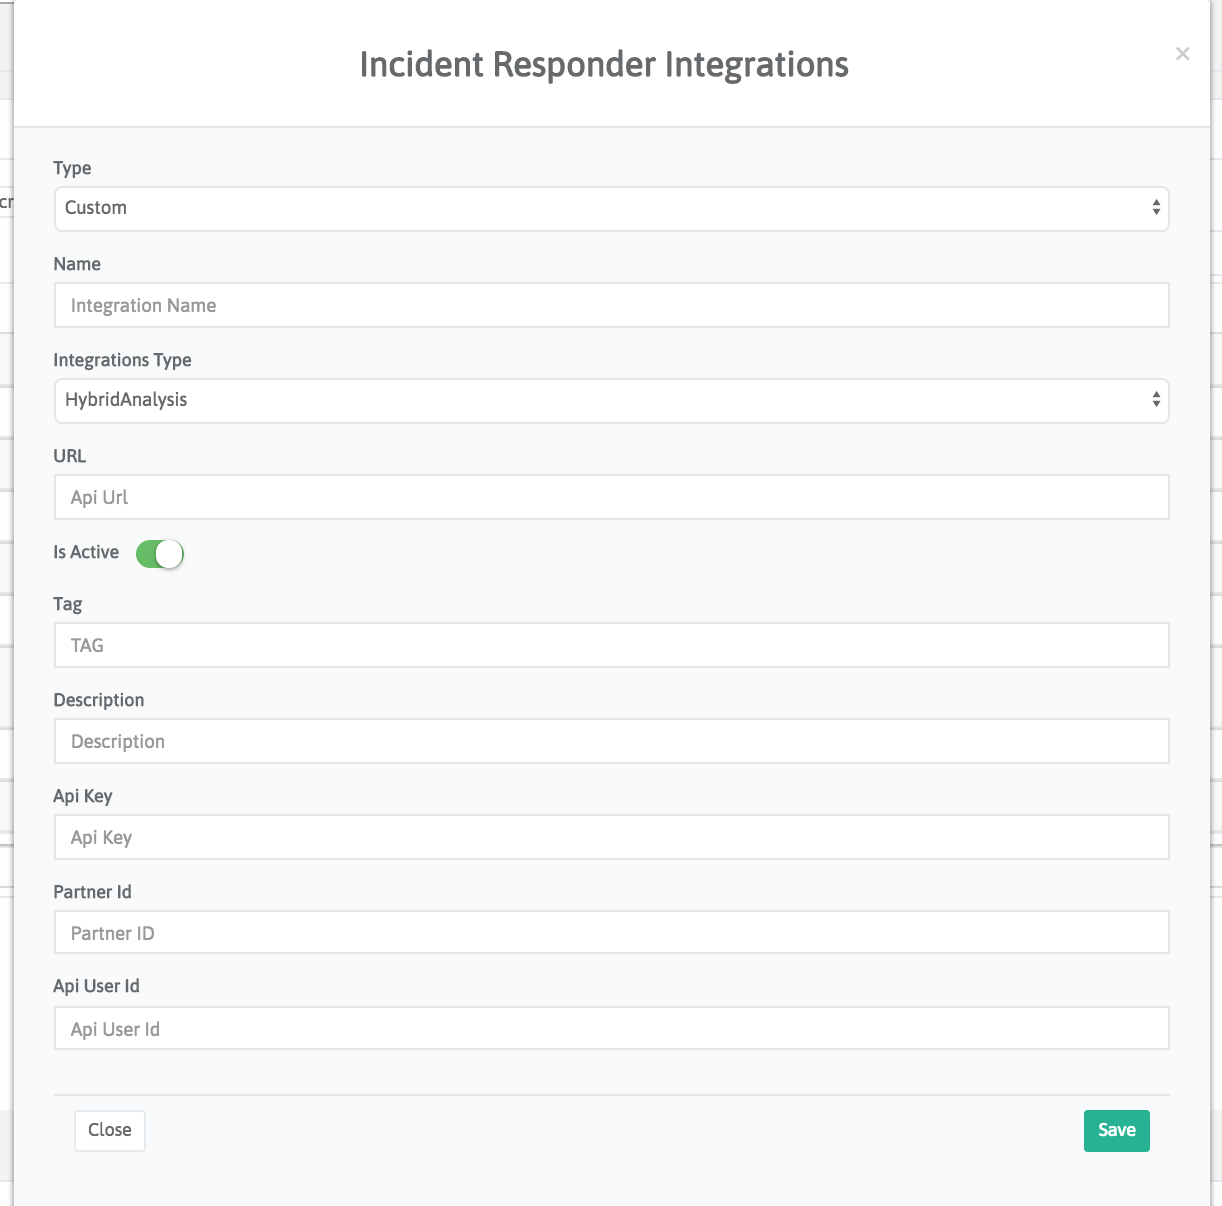 Incident Responder Integrations
×
Type
cr
Custom
Name
Integration Name
Integrations Type
HybridAnalysis
URL
Api Url
Is Active
Tag
TAG
Description
Description
Api Key
Api Key
Partner Id
Partner ID
Api User Id
Api User Id
Close
Save